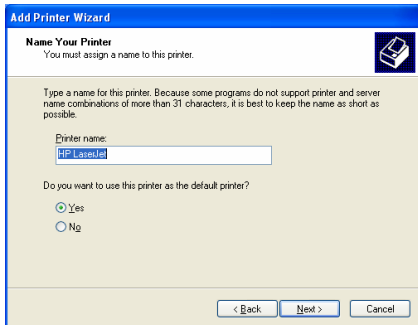 Add Printer Wizard
Name Your Printer
You must assign a name to this printer.
Type a name for this printer. Because some programs do not support printer and server
name combinations of more than 31 characters, it is best to keep the name as short as
possible.
Printer name:
HP LaserJet
Do you want to use this printer as the default printer?
Yes
No
< Back
Next >
Cancel